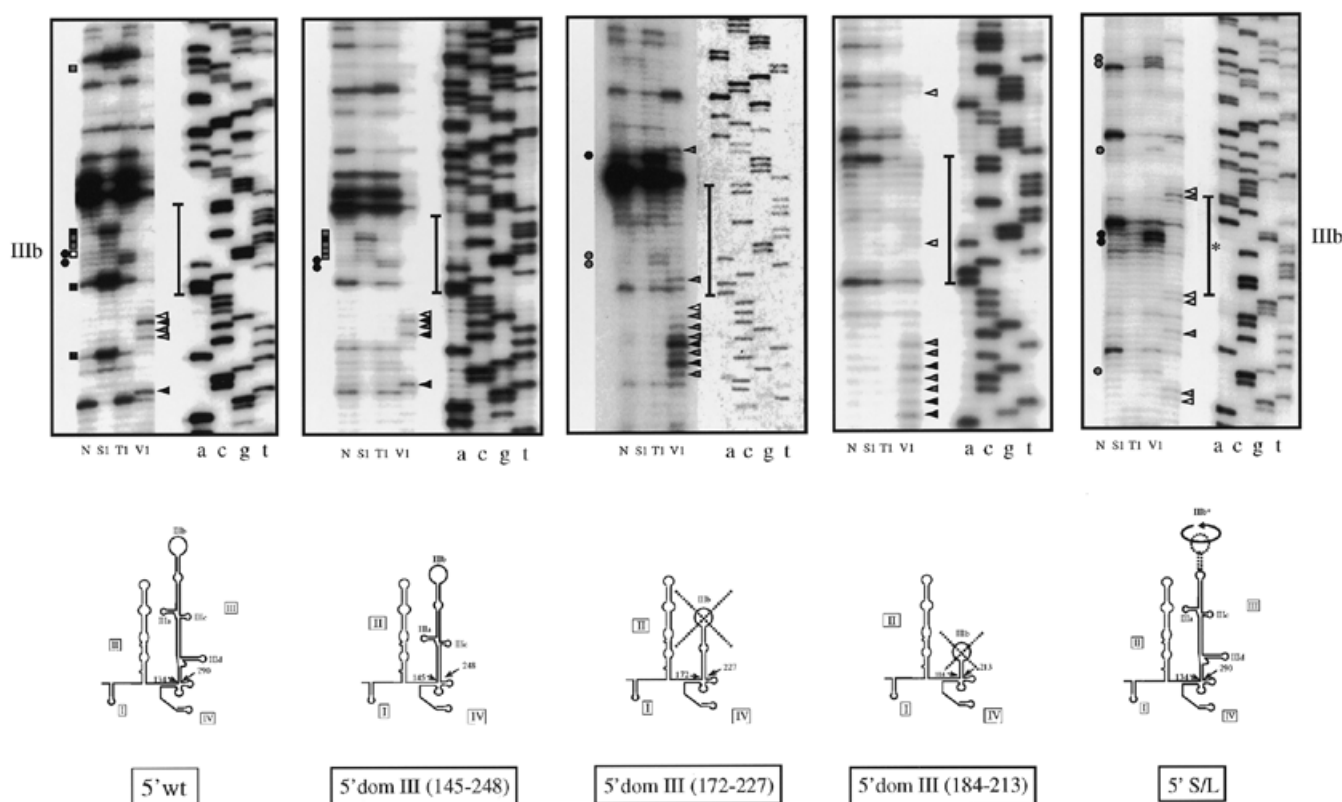 IIIb
*
IIIb
N S1 T1 V1 a c g t
N S1 T1 V1 a c g t
N S1 T1 V1 a c g t
N S1 T1 V1 a c g t
N S1 T1 V1 a c g t
IIIb
III
IIIa
IIIc
II
IIId
134
290
I
IV
IIIb
II
IIIa
IIIc
145
248
I
IV
IIIb
II
172
227
I
IV
IIIb
II
213
I
IV
IIIb*
III
IIIa
IIIc
II
IIId
134
290
I
IV
5'wt
5'dom III (145-248)
5'dom III (172-227)
5'dom III (184-213)
5' S/L